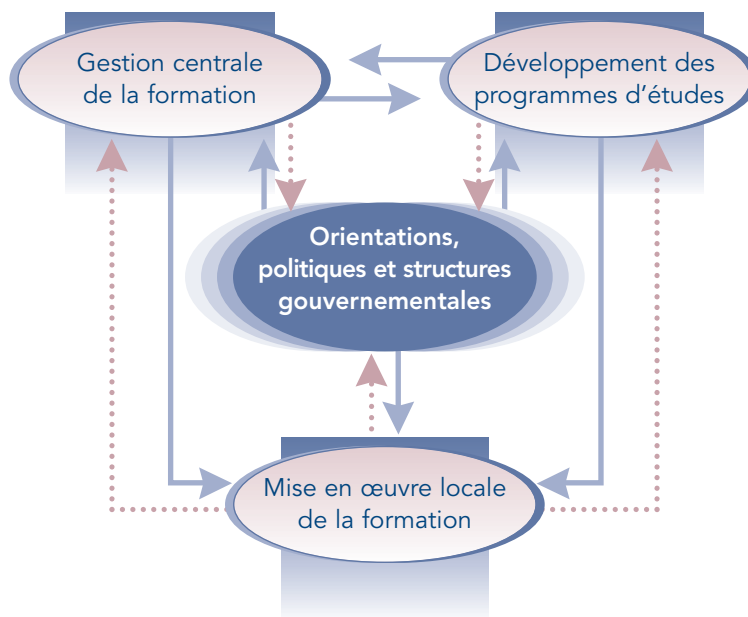 Gestion centrale
de la formation
Développement des
programmes d’études
Orientations,
politiques et structures
gouvernementales
Mise en œuvre locale
de la formation